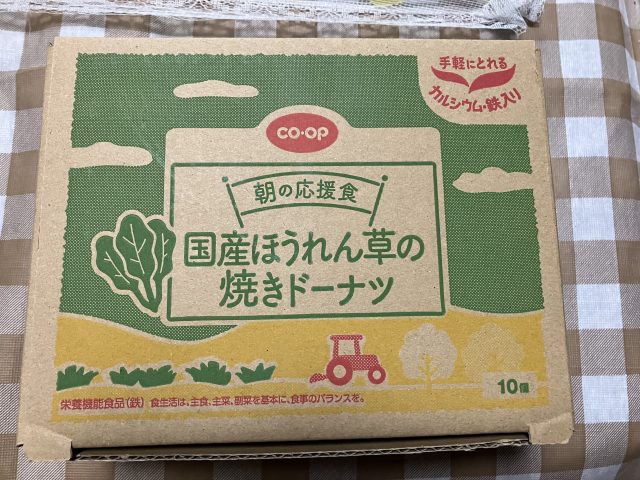 手軽にとれる
カルシウム・鉄入り
CO・OP
朝の応援食
国産ほうれん草の
焼きドーナツ
10個
栄養機能食品(鉄) 食生活は、主食、主菜、副菜を基本に、食事のバランスを。